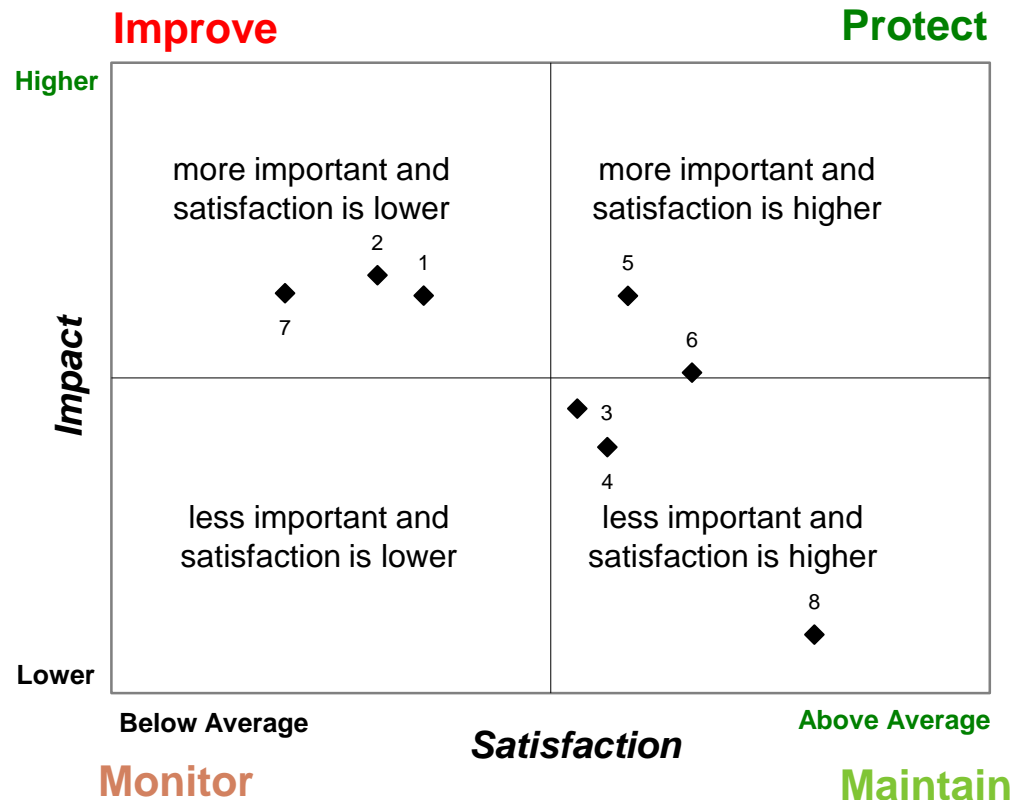 Improve
Protect
Higher
more important and
satisfaction is lower
more important and
satisfaction is higher
2
1
5
7
6
Impact
3
4
less important and
satisfaction is lower
less important and
satisfaction is higher
8
Lower
Below Average
Satisfaction
Above Average
Monitor
Maintain